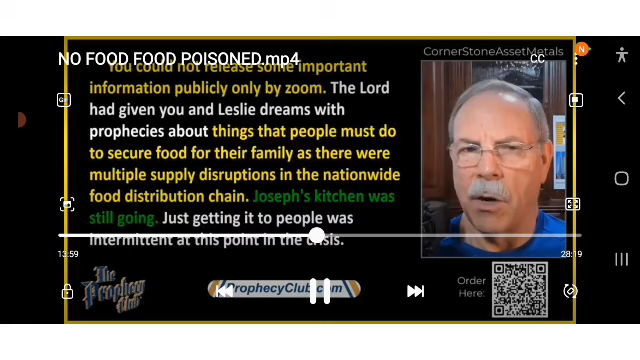 CornerStoneAssetMetals
NO FOOD FOOD POISONED.mp4
CC
N
You could not release some important
information publicly only by zoom. The Lord
had given you and Leslie dreams with
prophecies about things that people must do
to secure food for their family as there were
multiple supply disruptions in the nationwide
food distribution chain. Joseph's kitchen was
still going. Just getting it to people was
intermittent at this point in the crisis.
13:59
28:19
The
Prophecy
Club
ProphecyClub.com
Order
Here: